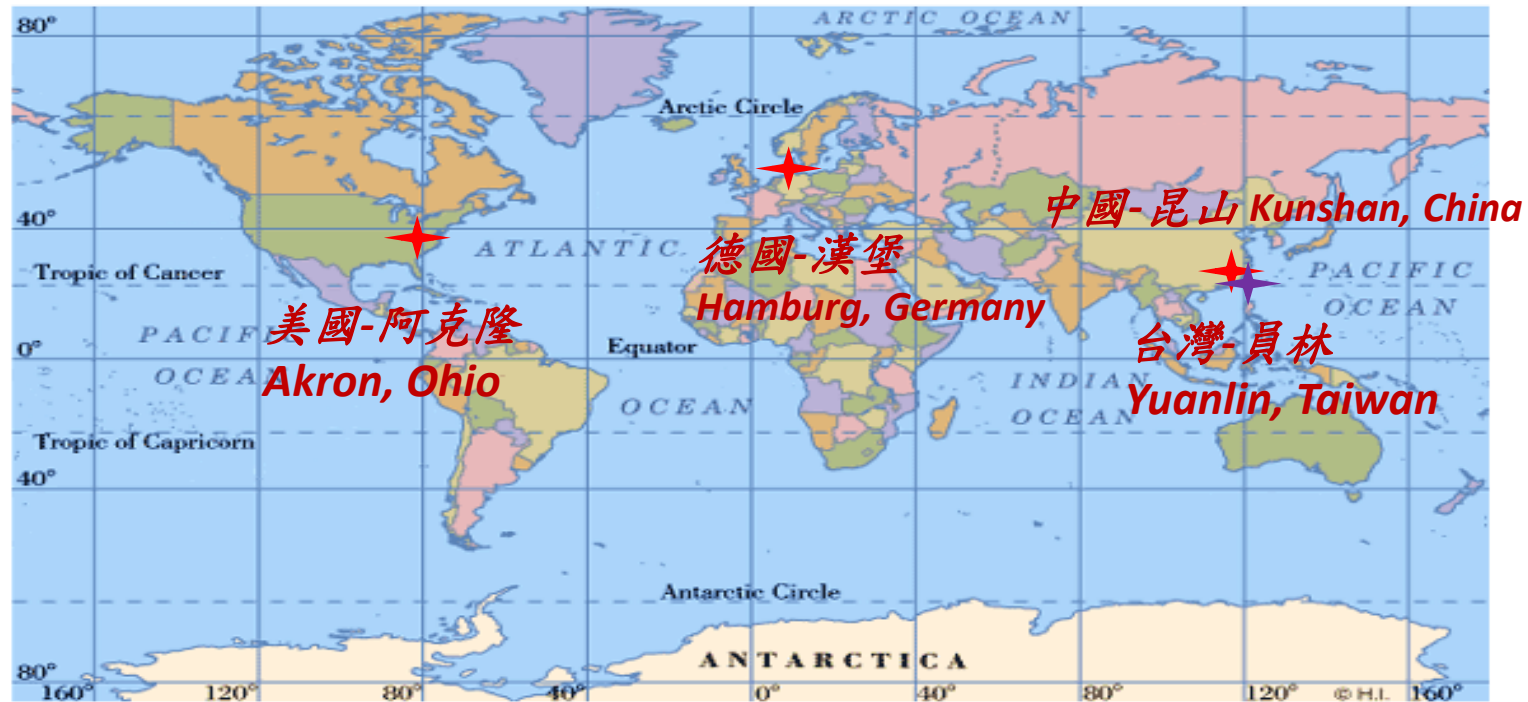 80°
ARCTIC OCEAN
Arctic Circle
中國-昆山 Kunshan, China
40°
ATLANTIC
德國-漢堡
Hamburg, Germany
Tropic of Cancer
PACIFIC
OCEAN
美國-阿克隆
Akron, Ohio
PACIF
OCEA
台灣-員林
Yuanlin, Taiwan
0°
Equator
OCEAN
INDIAN
OCEAN
Tropic of Capricorn
40°
Antarctic Circle
ANTARCTICA
80°
160° 120° 80° 40° 0° 40° 80° 120° © H.I. 160°